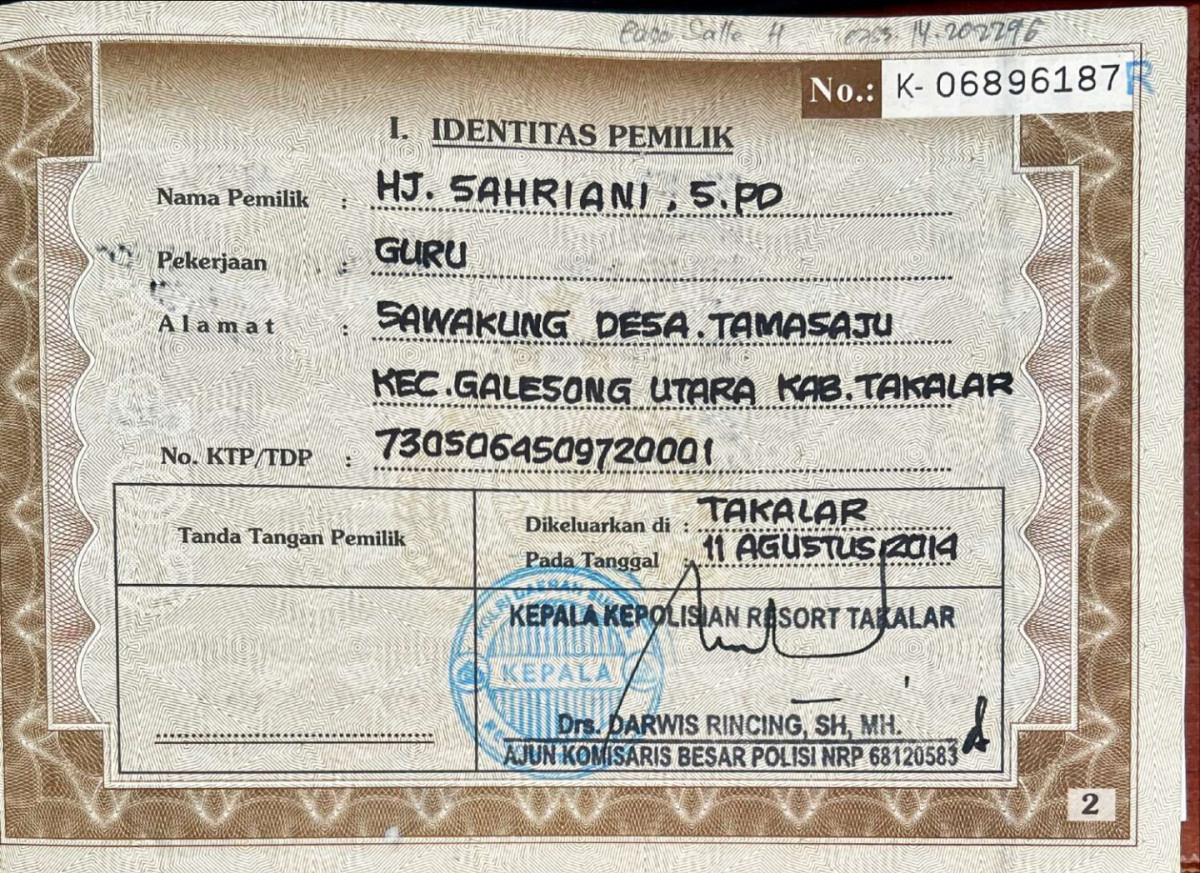 14.202296
No.: K- 06896187 R
I. IDENTITAS PEMILIK
Nama Pemilik : HJ. SAHRIANI, S.PD
Pekerjaan : GURU
Alamat : SAWAKUNG DESA.TAMASAJU
KEC.GALESONG UTARA KAB.TAKALAR
No. KTP/TDP : 7305064509720001
Tanda Tangan Pemilik
Dikeluarkan di : TAKALAR
Pada Tanggal : 11 AGUSTUS 2014
KEPALA KEPOLISIAN RESORT TAKALAR
KEPALA
Drs. DARWIS RINCING, SH, MH.
AJUN KOMISARIS BESAR POLISI NRP 68120583
2